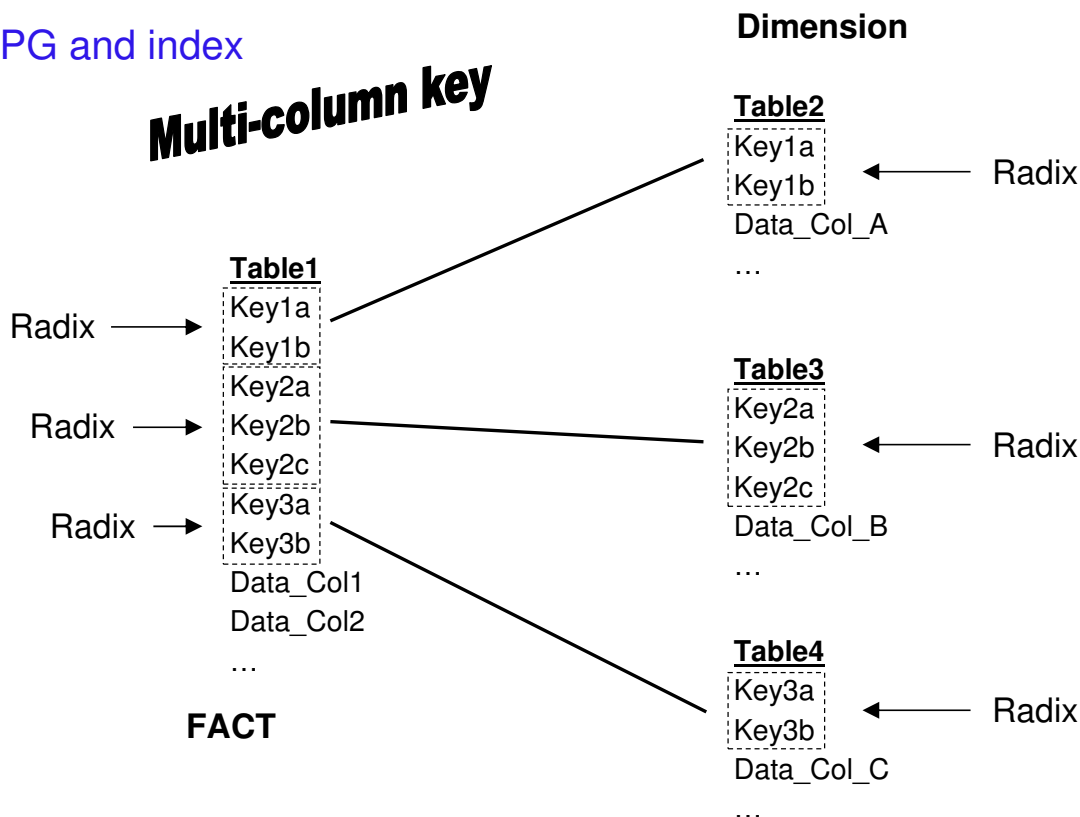 PG and index
Multi-column key
Dimension
Radix
Radix
Radix
Table1
Key1a
Key1b
Key2a
Key2b
Key2c
Key3a
Key3b
Data_Col1
Data_Col2
…
FACT
Table2
Key1a
Key1b
Data_Col_A
…
Radix
Table3
Key2a
Key2b
Key2c
Data_Col_B
…
Radix
Table4
Key3a
Key3b
Data_Col_C
…
Radix